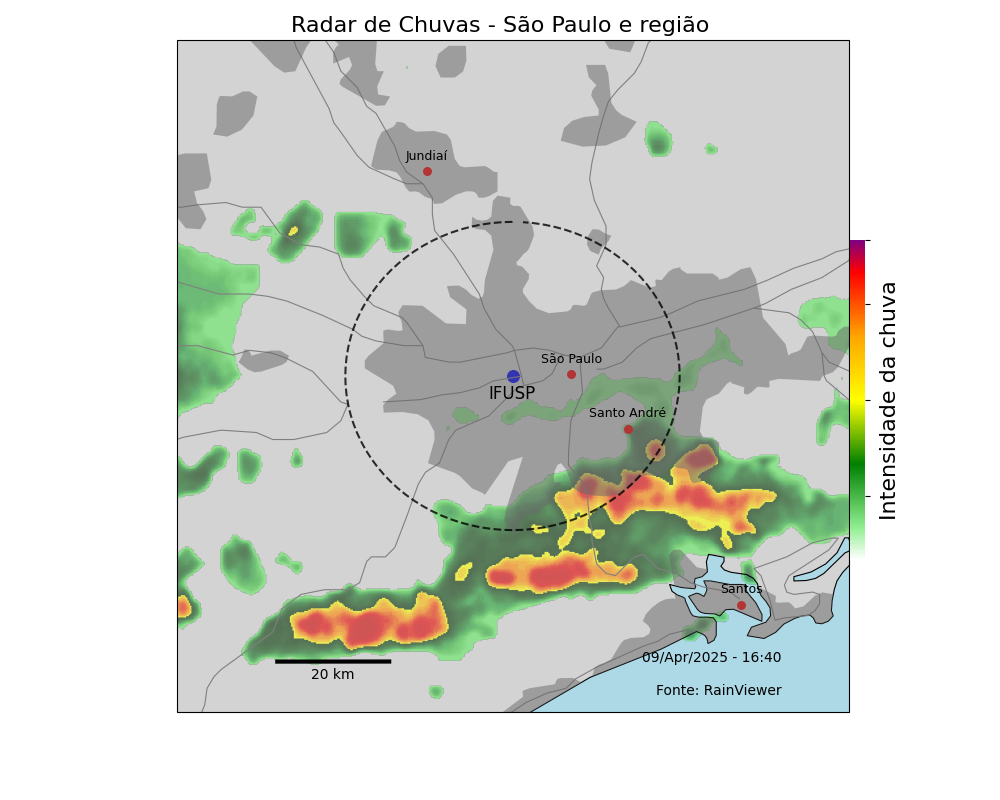 Radar de Chuvas - São Paulo e região
Jundiaí
São Paulo
IFUSP
Santo André
Intensidade da chuva
Santos
09/Apr/2025 - 16:40
20 km
Fonte: RainViewer